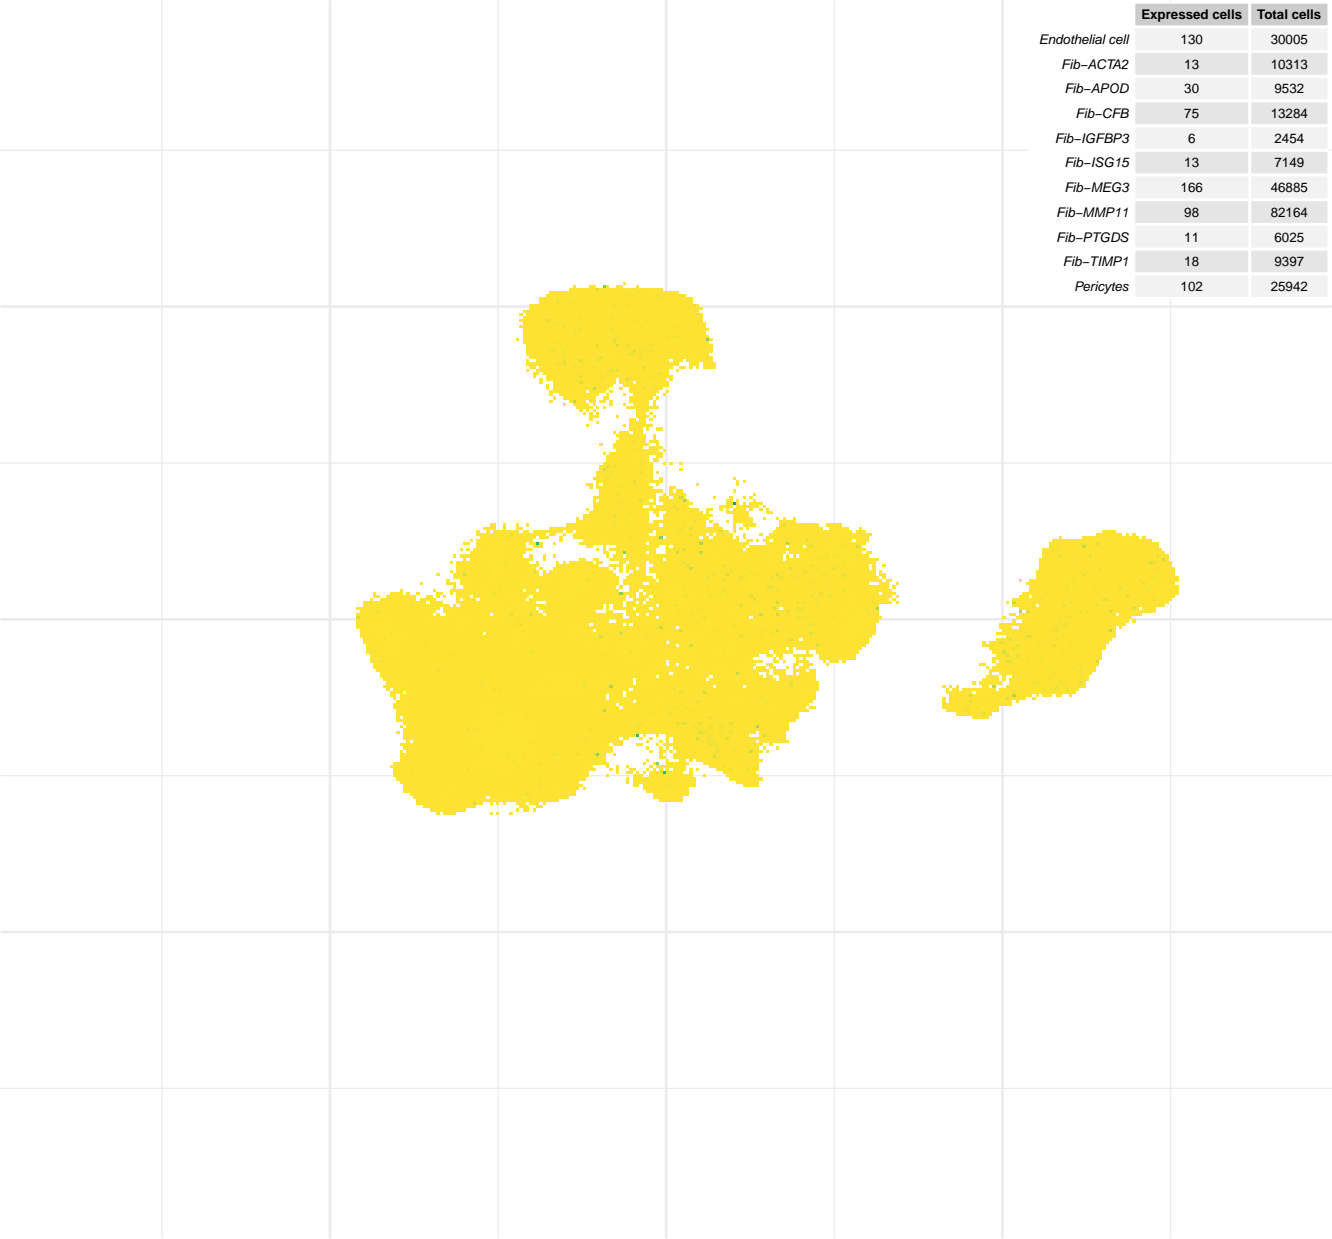 Expressed cells Total cells
Endothelial cell 130 30005
Fib−ACTA2 13 10313
Fib−APOD 30 9532
Fib−CFB 75 13284
Fib−IGFBP3 6 2454
Fib−ISG15 13 7149
Fib−MEG3 166 46885
Fib−MMP11 98 82164
Fib−PTGDS 11 6025
Fib−TIMP1 18 9397
Pericytes 102 25942